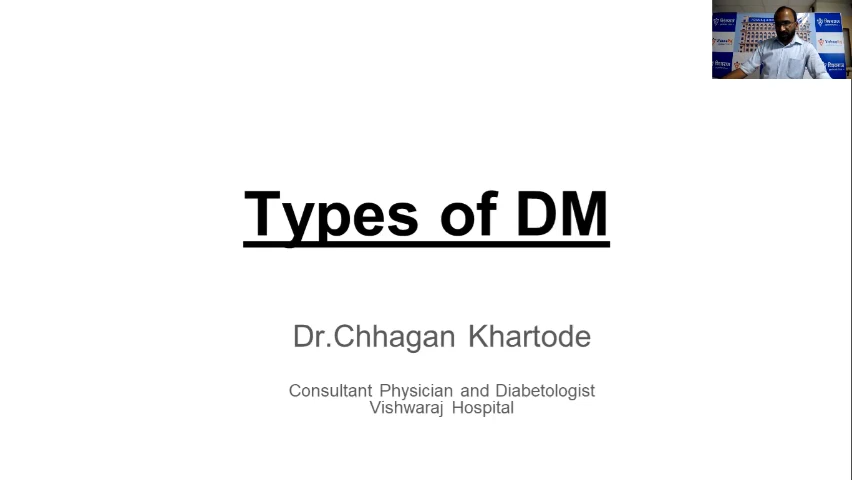 Types of DM
Dr.Chhagan Khartode
Consultant Physician and Diabetologist
Vishwaraj Hospital